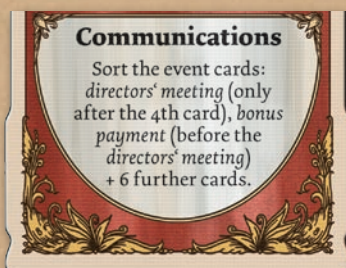 Communications
Sort the event cards:
directors‘ meeting (only
after the 4th card), bonus
payment (before the
directors‘ meeting)
+ 6 further cards.